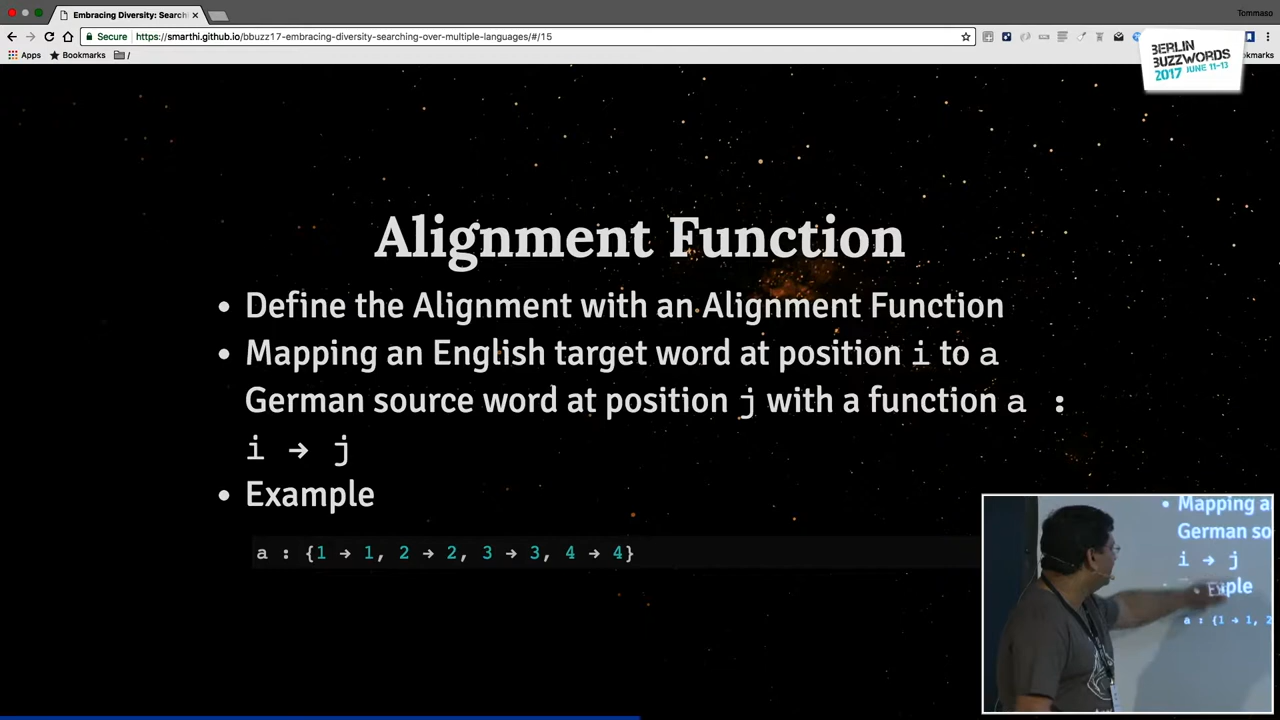 Embracing Diversity: Search
Tommaso
Secure
https://smarthi.github.io/bbuzz17-embracing-diversity-searching-over-multiple-languages/#/15
Apps
Bookmarks
/
BERLIN
BUZZWORDS
2017 JUNE 11-13
okmarks
Alignment Function
• Define the Alignment with an Alignment Function
• Mapping an English target word at position i to a
German source word at position j with a function a :
i → j
• Example
a : {1 → 1, 2 → 2, 3 → 3, 4 → 4}
• Mapping a
German so
i → j
a : {1 → 1, 2